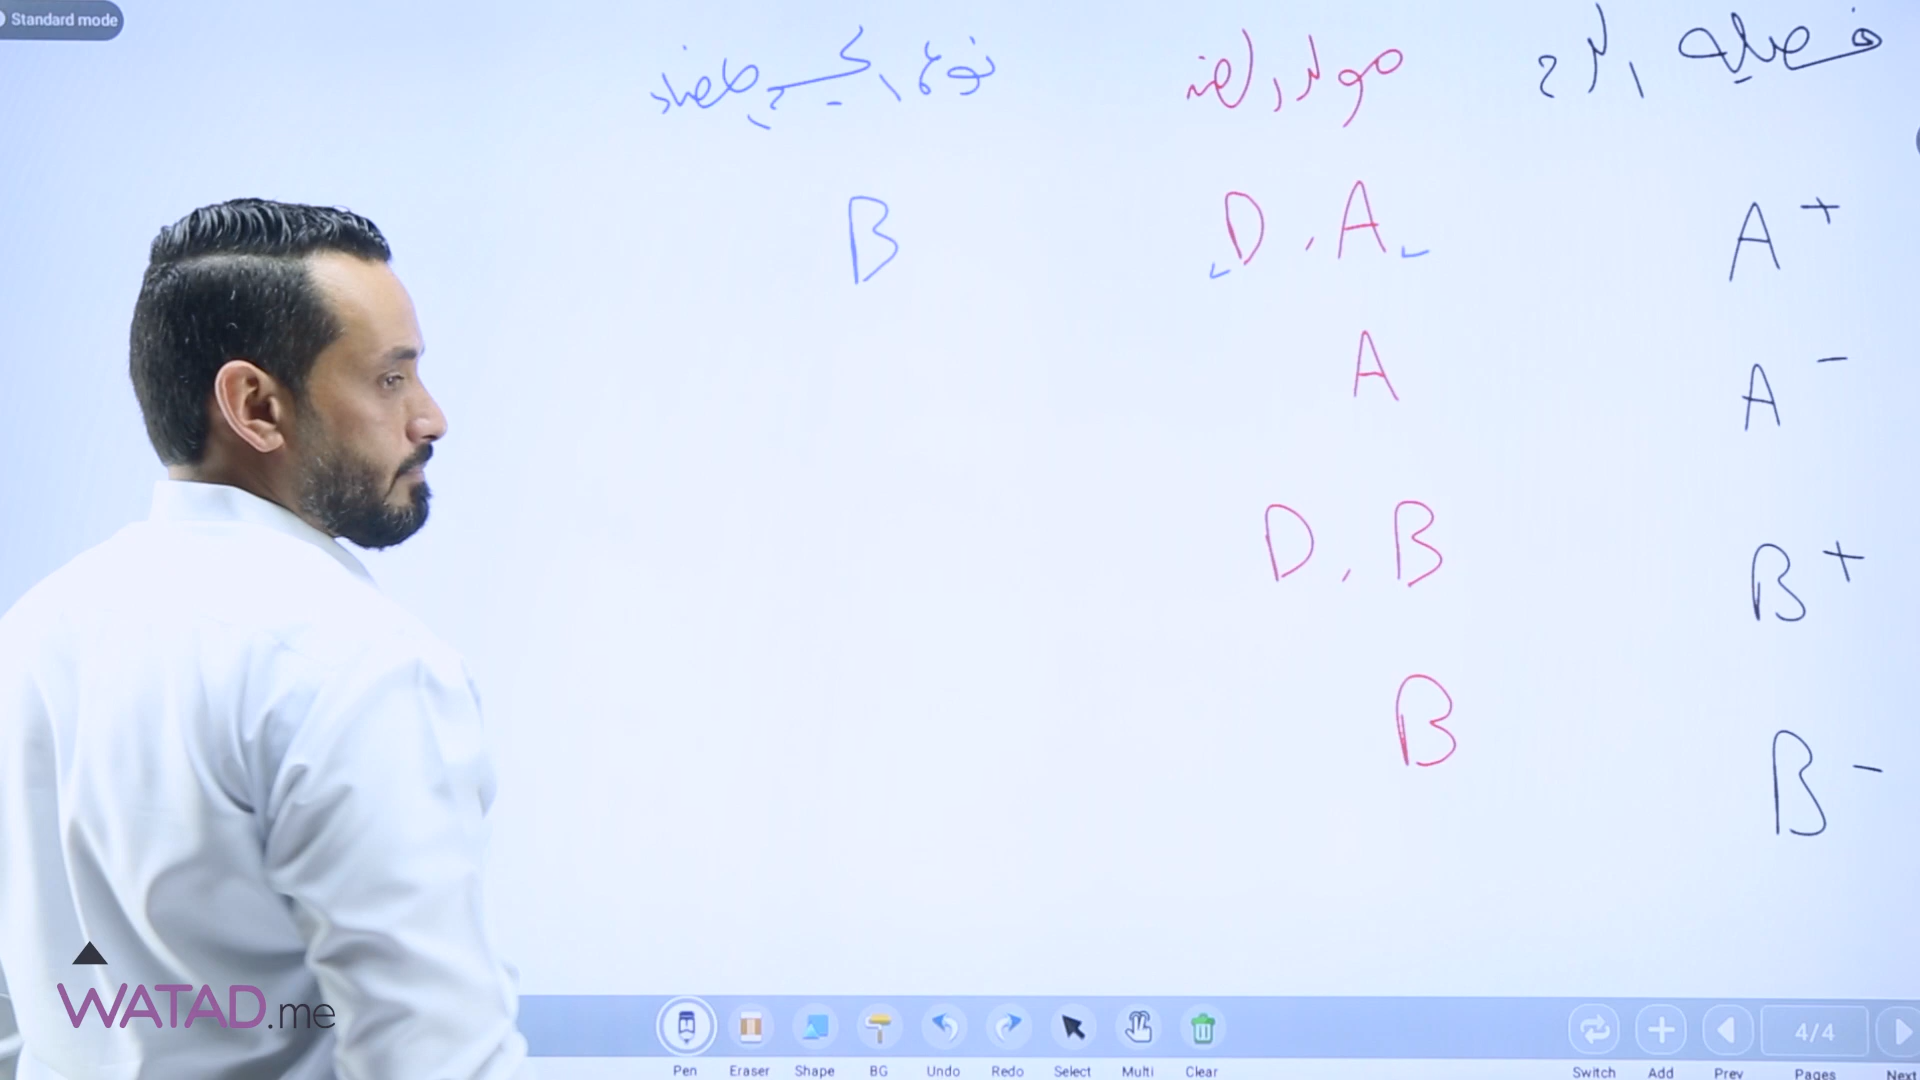 Standard mode
فصيلة الدم مولد الضد نوع الجسم المضاد
A+ A , D B
A- A
B+ B , D
B- B
WATAD.me
4/4
Pen Eraser Shape BG Undo Redo Select Multi Clear Switch Add Prev Pages Next